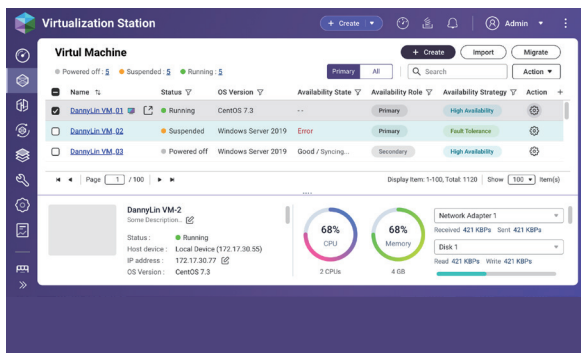 Virtualization Station
+ Create
Admin
Virtul Machine
+ Create
Import
Migrate
Powered off : 5
Suspended : 5
Running : 5
Primary
All
Search
Action
Name
Status
OS Version
Availability State
Availability Role
Availability Strategy
Action
+
DannyLin VM_01
Running
CentOS 7.3
--
Primary
High Availability
DannyLin VM_02
Suspended
Windows Server 2019
Error
Primary
Fault Tolerance
DannyLin VM_03
Powered off
Windows Server 2019
Good / Syncing...
Secondary
High Availability
Page 1 / 100
Display Item: 1-100, Total: 1120
Show 100 Item(s)
DannyLin VM-2
Some Description...
Status : Running
Host device : Local Device (172.17.30.55)
IP address : 172.17.30.77
OS Version : CentOS 7.3
68%
CPU
2 CPUs
68%
Memory
4 GB
Network Adapter 1
Received 421 KBPs Sent 421 KBPs
Disk 1
Read 421 KBPs Write 421 KBPs